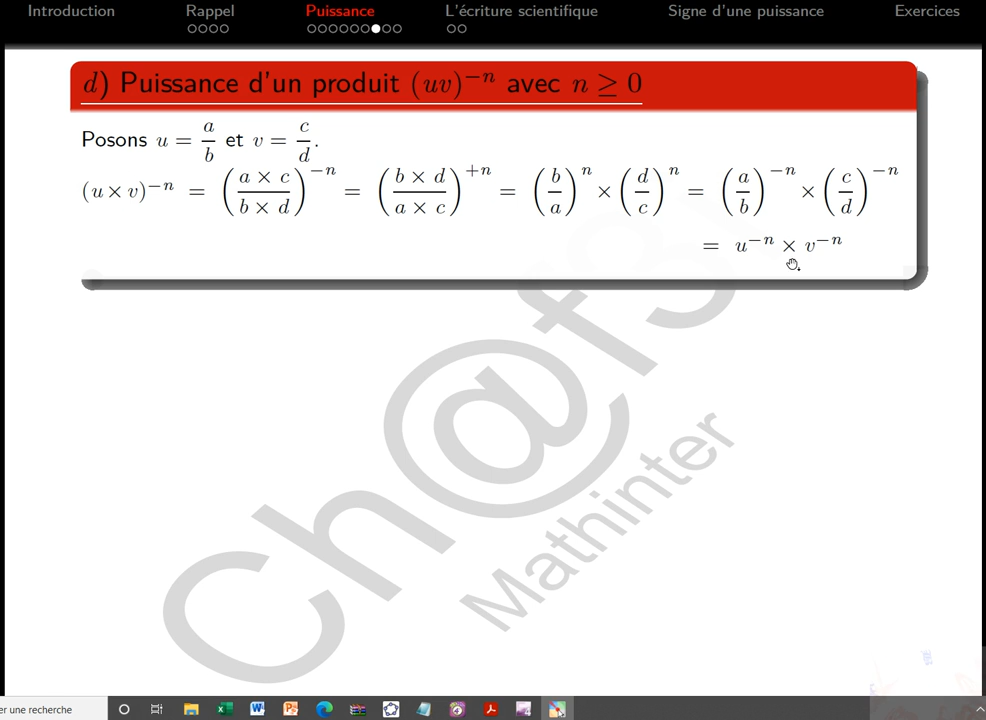 Introduction Rappel Puissance L'écriture scientifique Signe d'une puissance Exercices
d) Puissance d'un produit (uv)⁻ⁿ avec n ≥ 0
Posons u = a/b et v = c/d.
(u × v)⁻ⁿ = ((a × c)/(b × d))⁻ⁿ = ((b × d)/(a × c))⁺ⁿ = (b/a)ⁿ × (d/c)ⁿ = (a/b)⁻ⁿ × (c/d)⁻ⁿ
= u⁻ⁿ × v⁻ⁿ
Ch@f3
Mathinter
er une recherche